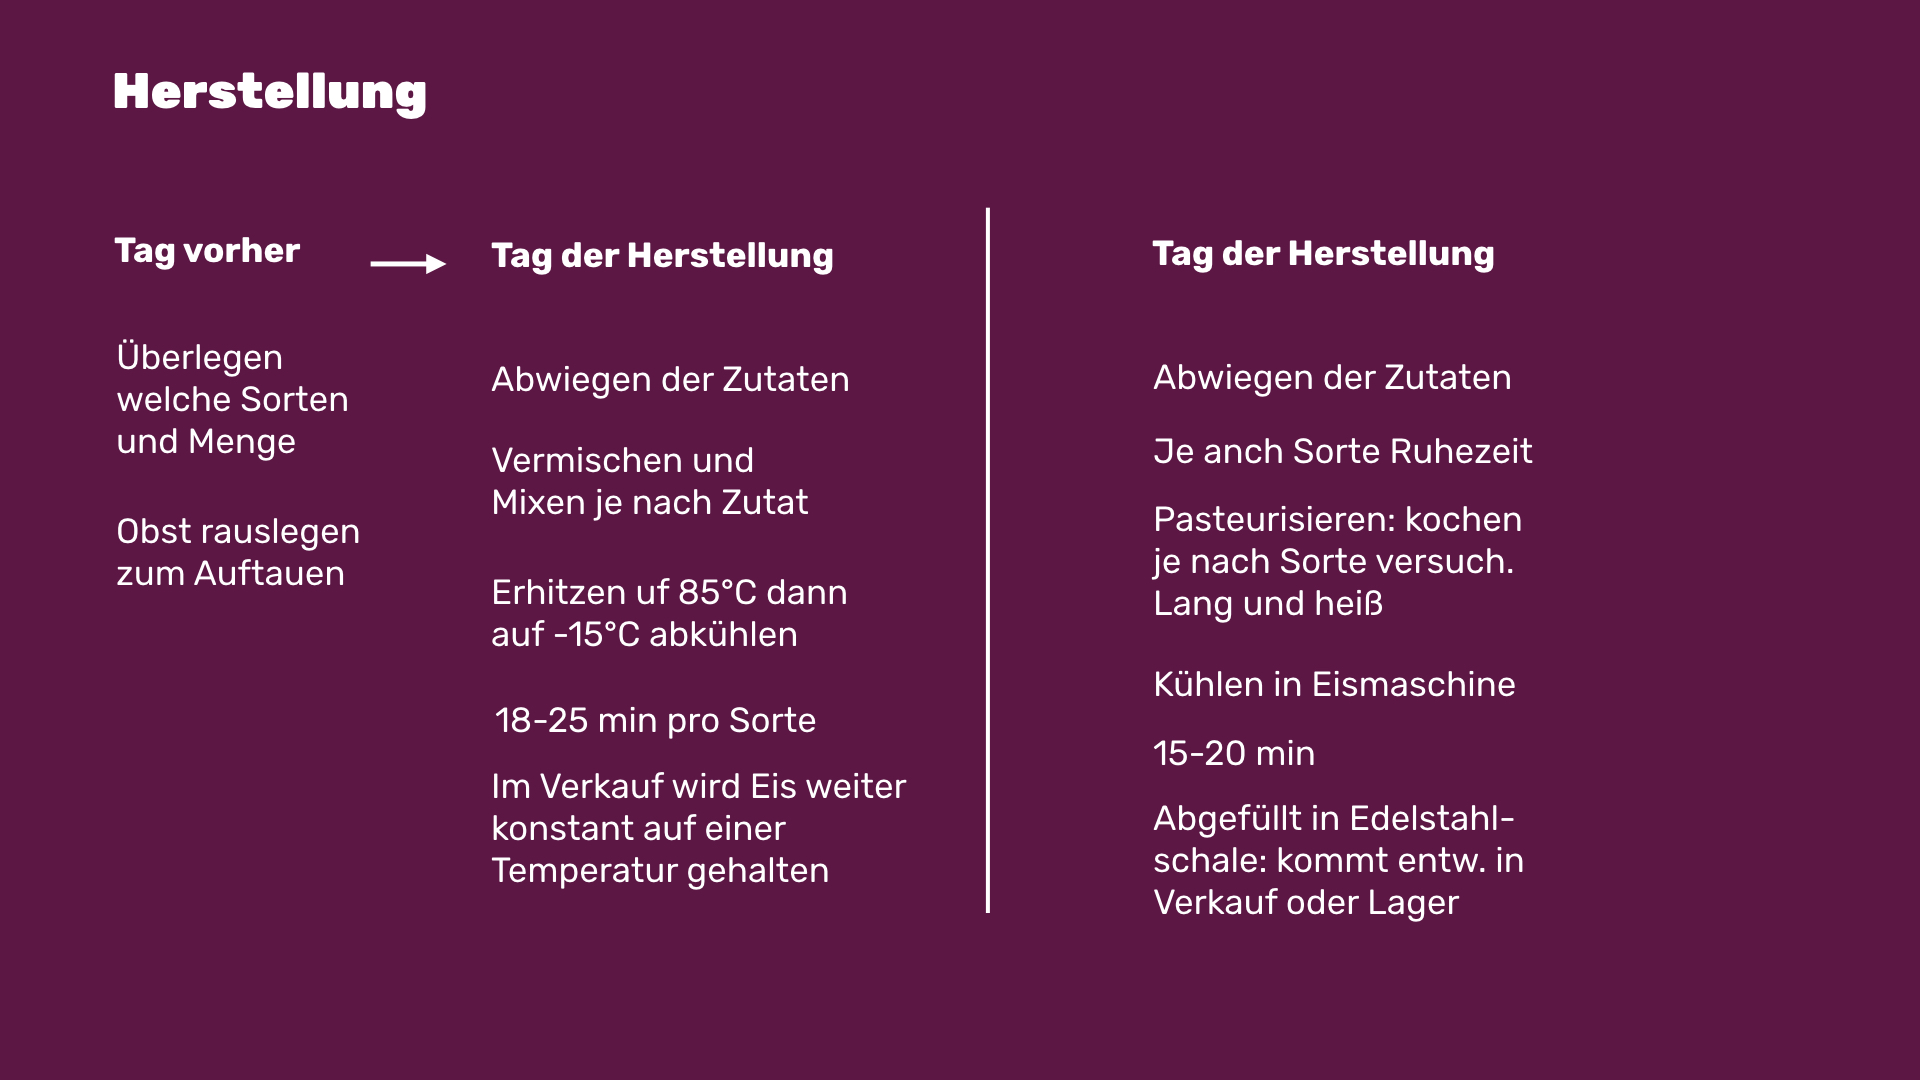 Herstellung
Tag vorher
Überlegen
welche Sorten
und Menge
Obst rauslegen
zum Auftauen
Tag der Herstellung
Abwiegen der Zutaten
Vermischen und
Mixen je nach Zutat
Erhitzen uf 85°C dann
auf -15°C abkühlen
18-25 min pro Sorte
Im Verkauf wird Eis weiter
konstant auf einer
Temperatur gehalten
Tag der Herstellung
Abwiegen der Zutaten
Je anch Sorte Ruhezeit
Pasteurisieren: kochen
je nach Sorte versuch.
Lang und heiß
Kühlen in Eismaschine
15-20 min
Abgefüllt in Edelstahl-
schale: kommt entw. in
Verkauf oder Lager